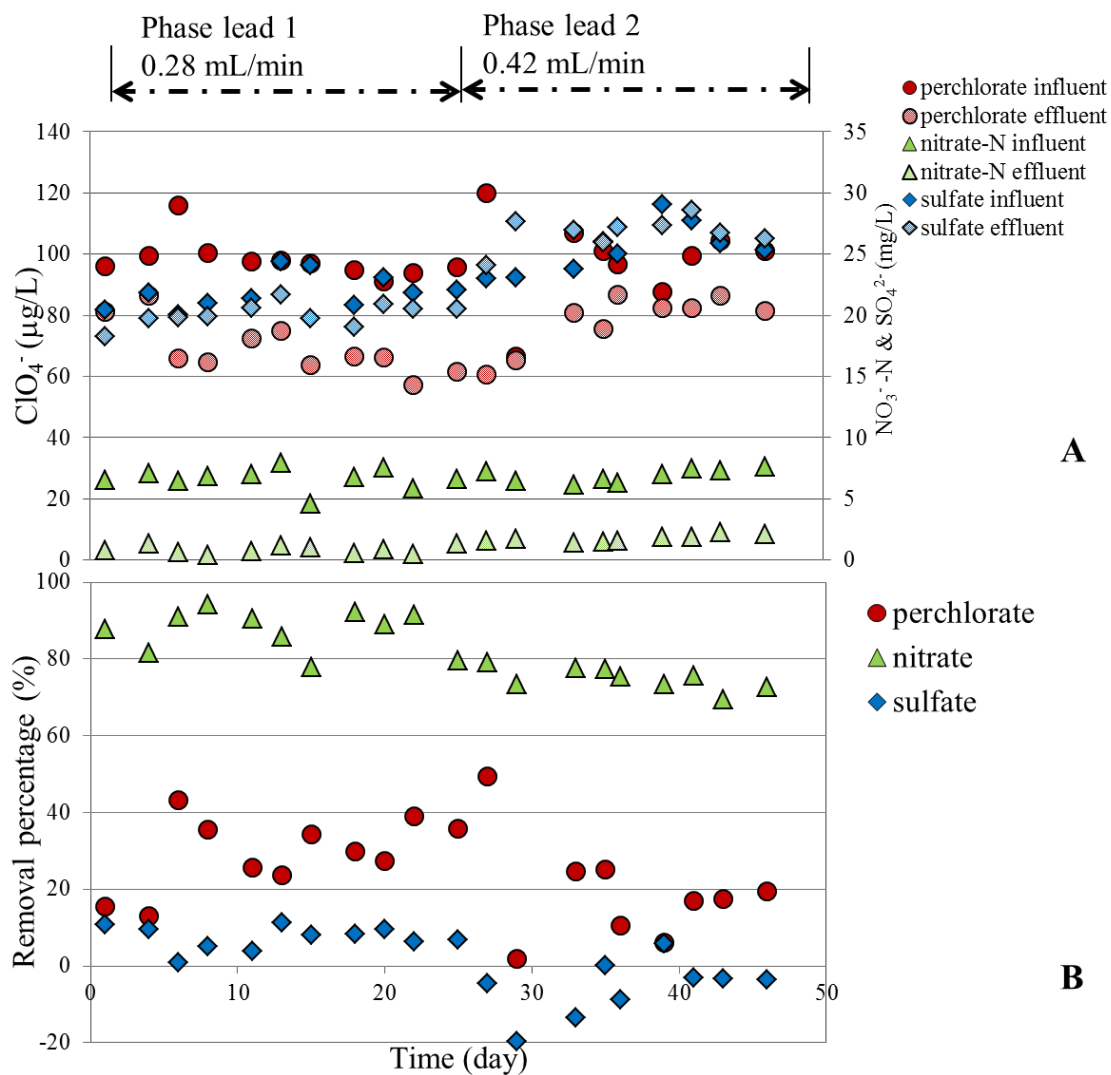 Phase lead 1
0.28 mL/min
Phase lead 2
0.42 mL/min
perchlorate influent
perchlorate effluent
nitrate-N influent
nitrate-N effluent
sulfate influent
sulfate effluent
140
120
100
80
60
40
20
0
ClO₄⁻ (µg/L)
35
30
25
20
15
10
5
0
NO₃⁻ -N & SO₄²⁻ (mg/L)
A
100
80
60
40
20
0
-20
Removal percentage (%)
0
10
20
30
40
50
Time (day)
perchlorate
nitrate
sulfate
B